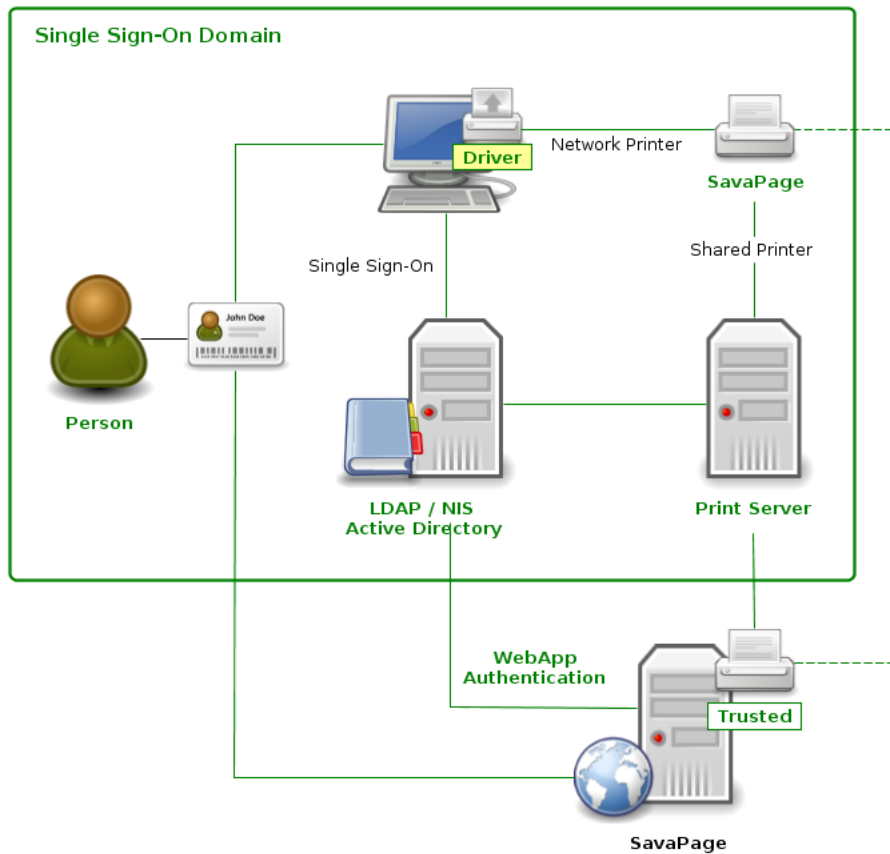 Single Sign-On Domain
Driver
Network Printer
SavaPage
Single Sign-On
Shared Printer
John Doe
Person
LDAP / NIS
Active Directory
Print Server
WebApp
Authentication
Trusted
SavaPage